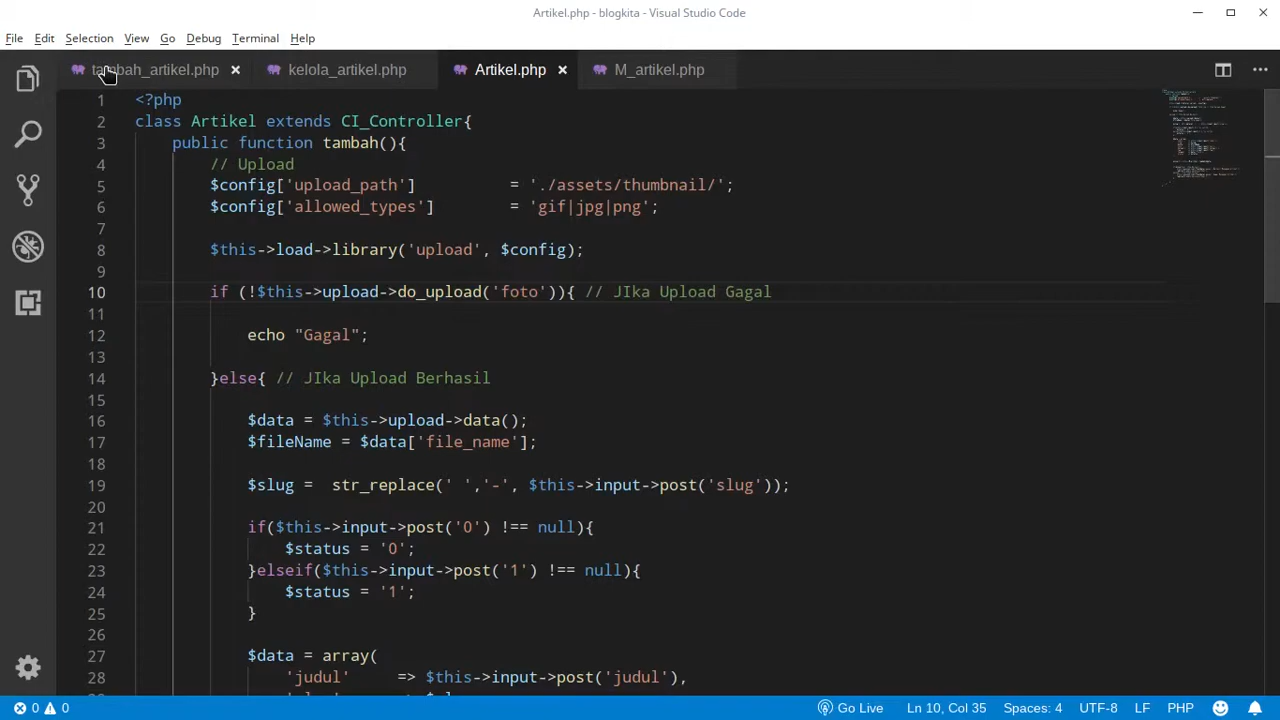 Artikel.php - blogkita - Visual Studio Code
File Edit Selection View Go Debug Terminal Help
tambah_artikel.php kelola_artikel.php Artikel.php M_artikel.php
1 <?php
2 class Artikel extends CI_Controller{
3 public function tambah(){
4 // Upload
5 $config['upload_path'] = './assets/thumbnail/';
6 $config['allowed_types'] = 'gif|jpg|png';
7
8 $this->load->library('upload', $config);
9
10 if (!$this->upload->do_upload('foto')){ // JIka Upload Gagal
11
12 echo "Gagal";
13
14 }else{ // JIka Upload Berhasil
15
16 $data = $this->upload->data();
17 $fileName = $data['file_name'];
18
19 $slug = str_replace(' ','-', $this->input->post('slug'));
20
21 if($this->input->post('0') !== null){
22 $status = '0';
23 }elseif($this->input->post('1') !== null){
24 $status = '1';
25 }
26
27 $data = array(
28 'judul' => $this->input->post('judul'),
0 0 Go Live Ln 10, Col 35 Spaces: 4 UTF-8 LF PHP